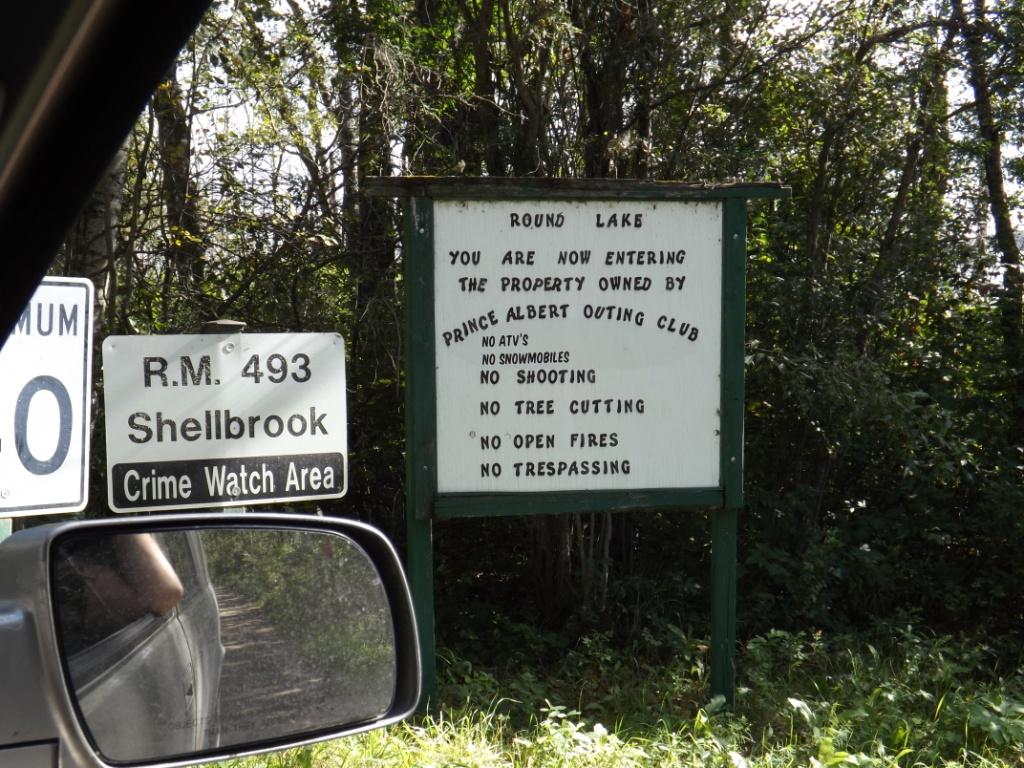 MUM
0
R.M. 493
Shellbrook
Crime Watch Area
ROUND LAKE
YOU ARE NOW ENTERING
THE PROPERTY OWNED BY
PRINCE ALBERT OUTING CLUB
NO ATV'S
NO SNOWMOBILES
NO SHOOTING
NO TREE CUTTING
NO OPEN FIRES
NO TRESPASSING